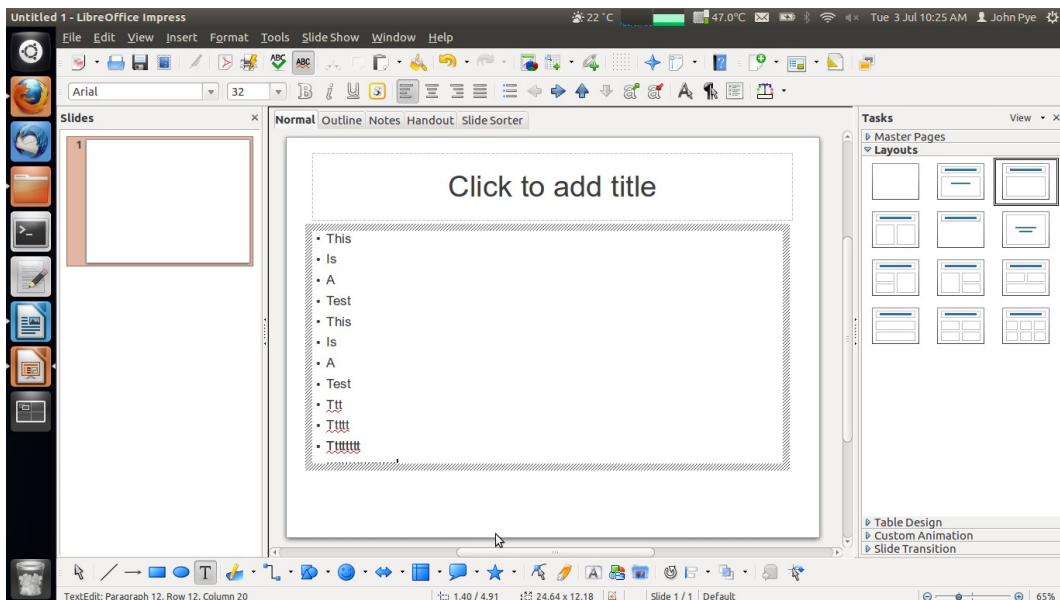 Untitled 1 - LibreOffice Impress
22 °C 47.0°C Tue 3 Jul 10:25 AM John Pye
File Edit View Insert Format Tools Slide Show Window Help
Arial 32
Slides
Normal Outline Notes Handout Slide Sorter
Tasks View
Master Pages
Layouts
1
Click to add title
• This
• Is
• A
• Test
• This
• Is
• A
• Test
• Ttt
• Ttttt
• Tttttttt
Table Design
Custom Animation
Slide Transition
TextEdit: Paragraph 12, Row 12, Column 20 1.40 / 4.91 24.64 x 12.18 Slide 1 / 1 Default 65%